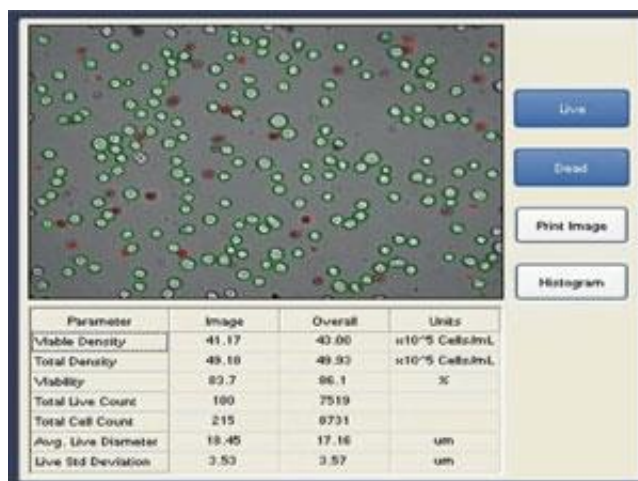 Live
Dead
Print Image
Histogram
Parameter Image Overall Units
Viable Density 41.17 43.00 x10^5 Cells/mL
Total Density 49.18 49.93 x10^5 Cells/mL
Viability 83.7 86.1 %
Total Live Count 180 7519
Total Cell Count 215 8731
Avg. Live Diameter 18.45 17.16 um
Live Std Deviation 3.53 3.57 um